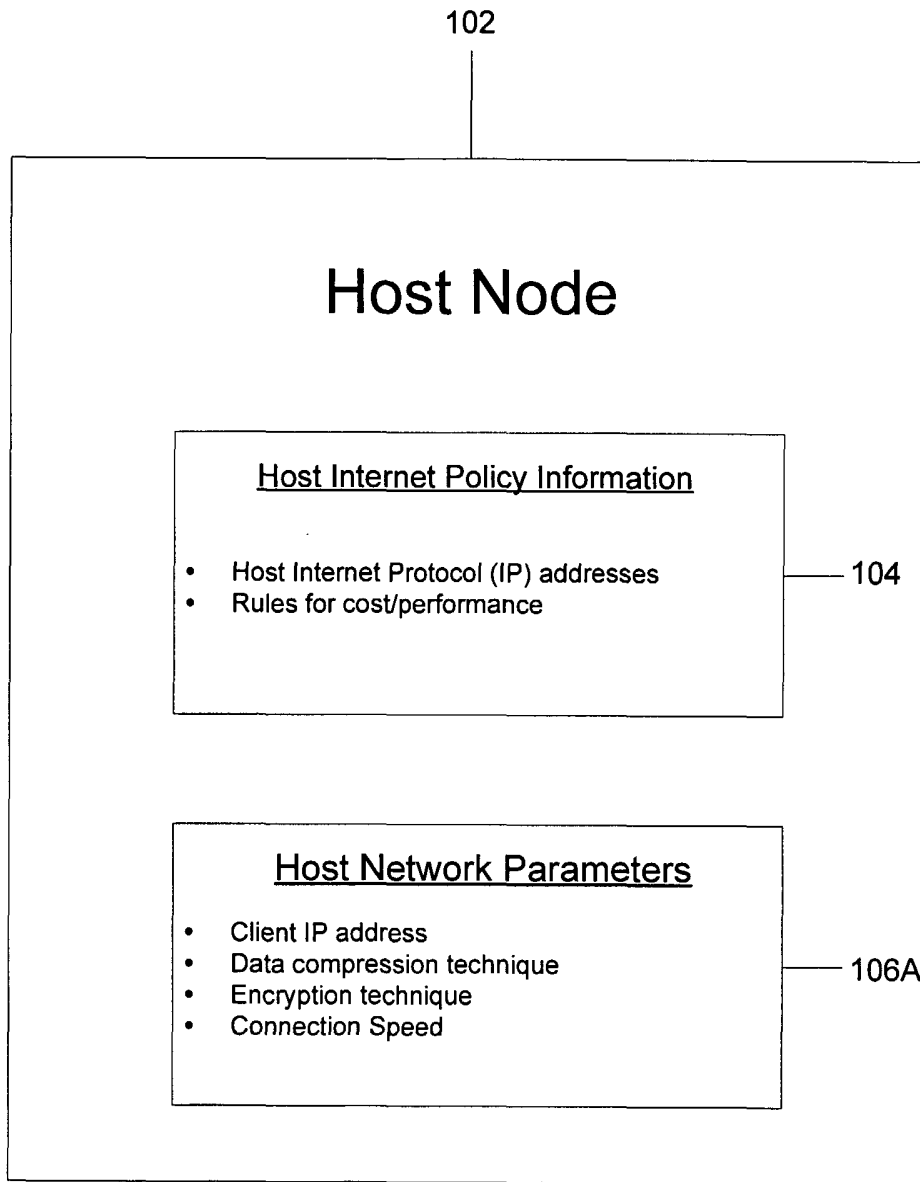 102
Host Node
Host Internet Policy Information
• Host Internet Protocol (IP) addresses
• Rules for cost/performance
104
Host Network Parameters
• Client IP address
• Data compression technique
• Encryption technique
• Connection Speed
106A